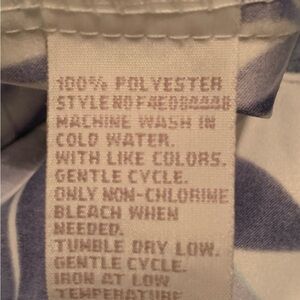 100% POLYESTER
STYLE NO F4E08AAAB
MACHINE WASH IN
COLD WATER.
WITH LIKE COLORS.
GENTLE CYCLE.
ONLY NON-CHLORINE
BLEACH WHEN
NEEDED.
TUMBLE DRY LOW.
GENTLE CYCLE.
IRON AT LOW
TEMPERATURE